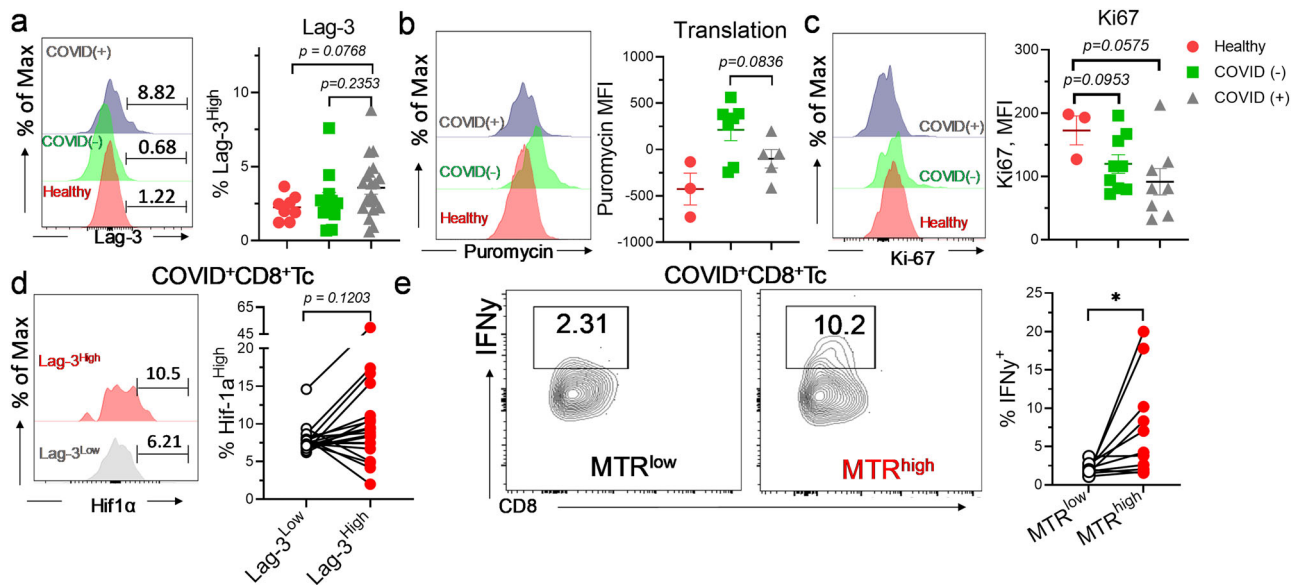 a
% of Max
COVID(+)
8.82
COVID(-)
0.68
Healthy
1.22
Lag-3
Lag-3
p = 0.0768
p=0.2353
% Lag-3High
10
5
0
b
% of Max
COVID(+)
COVID(-)
Healthy
Puromycin
Translation
p=0.0836
Puromycin MFI
1000
500
0
-500
-1000
c
% of Max
COVID(+)
COVID(-)
Healthy
Ki-67
Ki67
p=0.0575
p=0.0953
Ki67, MFI
300
200
100
0
Healthy
COVID (-)
COVID (+)
d
COVID+CD8+Tc
% of Max
Lag-3High
10.5
Lag-3Low
6.21
Hif1α
p = 0.1203
% Hif-1aHigh
65
45
20
15
10
5
0
Lag-3Low
Lag-3High
e
COVID+CD8+Tc
IFNy
2.31
MTRlow
10.2
MTRhigh
CD8
*
% IFNy+
25
20
15
10
5
0
MTRlow
MTRhigh